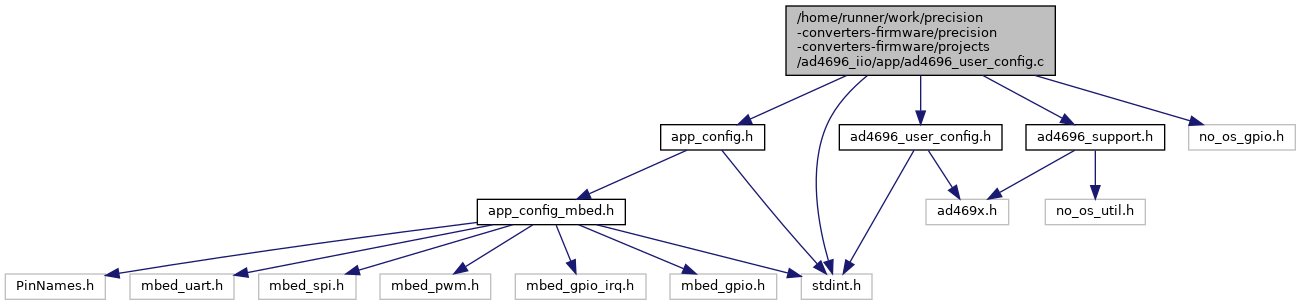 /home/runner/work/precision
-converters-firmware/precision
-converters-firmware/projects
/ad4696_iio/app/ad4696_user_config.c
app_config.h
ad4696_user_config.h
ad4696_support.h
no_os_gpio.h
app_config_mbed.h
ad469x.h
no_os_util.h
PinNames.h
mbed_uart.h
mbed_spi.h
mbed_pwm.h
mbed_gpio_irq.h
mbed_gpio.h
stdint.h